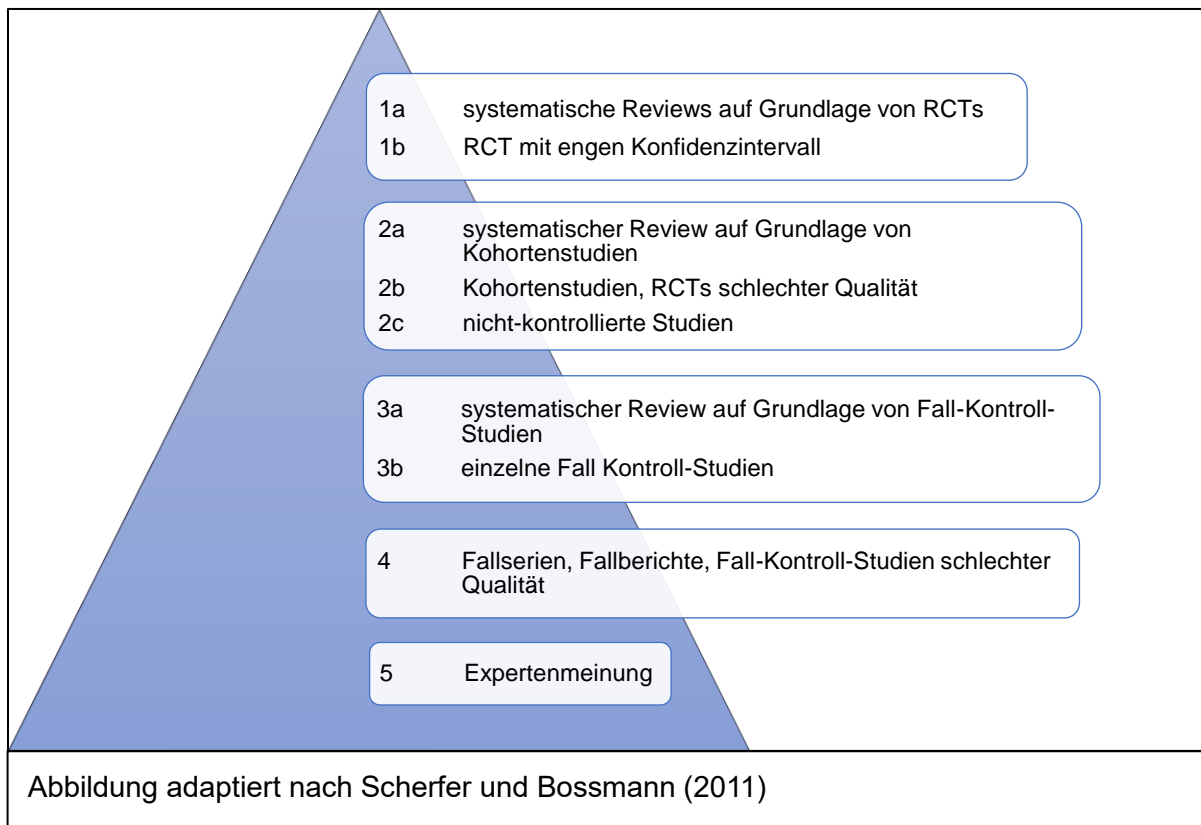 1a systematische Reviews auf Grundlage von RCTs
1b RCT mit engen Konfidenzintervall
2a systematischer Review auf Grundlage von
Kohortenstudien
2b Kohortenstudien, RCTs schlechter Qualität
2c nicht-kontrollierte Studien
3a systematischer Review auf Grundlage von Fall-Kontroll-
Studien
3b einzelne Fall Kontroll-Studien
4 Fallserien, Fallberichte, Fall-Kontroll-Studien schlechter
Qualität
5 Expertenmeinung
Abbildung adaptiert nach Scherfer und Bossmann (2011)